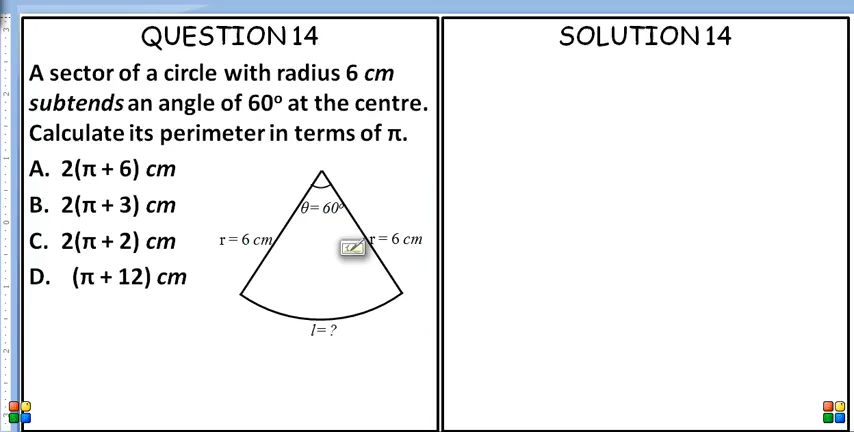 QUESTION 14
A sector of a circle with radius 6 cm
subtends an angle of 60° at the centre.
Calculate its perimeter in terms of π.
A. 2(π + 6) cm
B. 2(π + 3) cm
C. 2(π + 2) cm
D. (π + 12) cm
θ= 60°
r = 6 cm
r = 6 cm
l= ?
SOLUTION 14